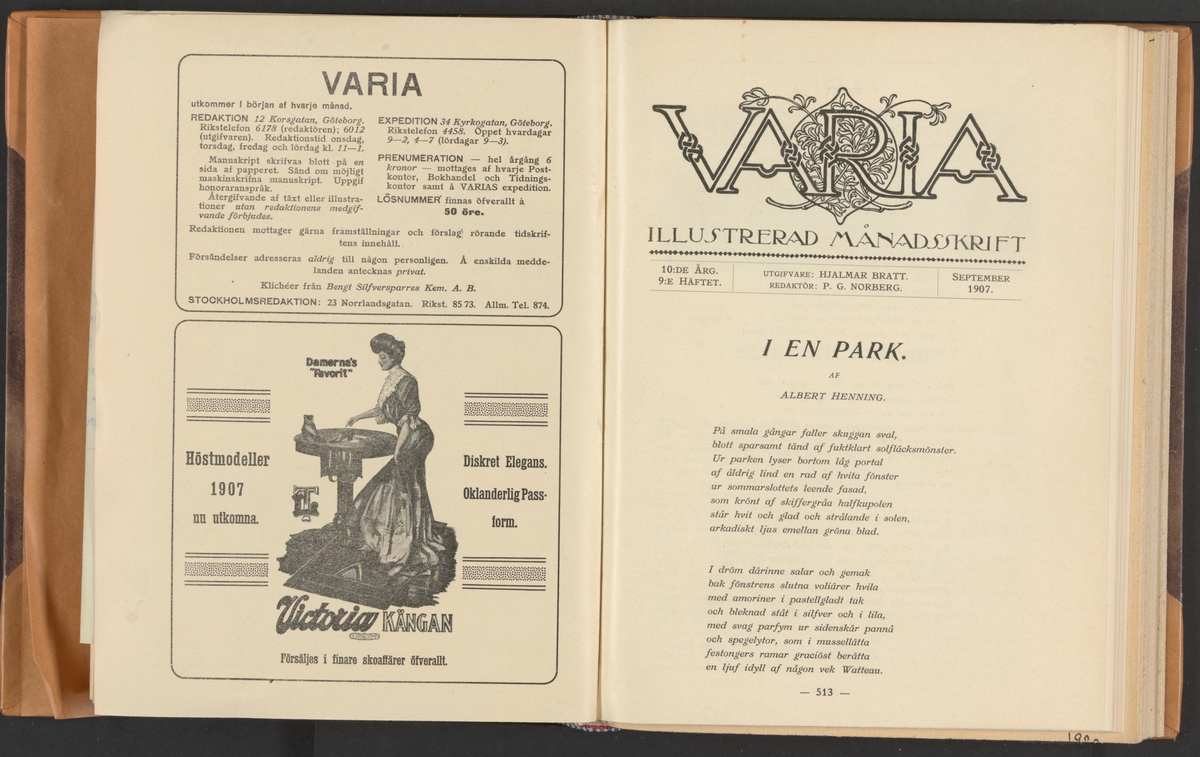 VARIA
utkommer i början af hvarje månad.
REDAKTION 12 Korsgatan, Göteborg.
Rikstelefon 6178 (redaktören); 6012
(utgifvaren). Redaktionstid onsdag,
torsdag, fredag och lördag kl. 11—1.
Manuskript skrifvas blott på en
sida af papperet. Sänd om möjligt
maskinskrifna manuskript. Uppgif
honoraranspråk.
Återgifvande af täxt eller illustra-
tioner utan redaktionens medgif-
vande förbjudes.
EXPEDITION 34 Kyrkogatan, Göteborg.
Rikstelefon 4458. Öppet hvardagar
9—2, 4—7 (lördagar 9—3).
PRENUMERATION — hel årgång 6
kronor — mottages af hvarje Post-
kontor, Bokhandel och Tidnings-
kontor samt å VARIAS expedition.
LÖSNUMMER finnas öfverallt à
50 öre.
Redaktionen mottager gärna framställningar och förslag rörande tidskrif-
tens innehåll.
Försändelser adresseras aldrig till någon personligen. Å enskilda medde-
landen antecknas privat.
Klichéer från Bengt Silfversparres Kem. A. B.
STOCKHOLMSREDAKTION: 23 Norrlandsgatan. Rikst. 85 73. Allm. Tel. 874.
Damerna's
"Favorit"
Höstmodeller
1907
nu utkomna.
Diskret Elegans.
Oklanderlig Pass-
form.
Victoria KÄNGAN
Försäljes i finare skoaffärer öfverallt.
VARIA
ILLUSTRERAD MÅNADSSKRIFT
10:DE ÅRG.
9:E HÄFTET.
UTGIFVARE: HJALMAR BRATT.
REDAKTÖR: P. G. NORBERG.
SEPTEMBER
1907.
I EN PARK.
AF
ALBERT HENNING.
På smala gångar faller skuggan sval,
blott sparsamt tänd af fuktklart solfläcksmönster.
Ur parken lyser bortom låg portal
af åldrig lind en rad af hvita fönster
ur sommarslottets leende fasad,
som krönt af skiffergråa halfkupolen
står hvit och glad och strålande i solen,
arkadiskt ljus emellan gröna blad.
I dröm därinne salar och gemak
bak fönstrens slutna voliärer hvila
med amoriner i pastellgladt tak
och bleknad ståt i silfver och i lila,
med svag parfym ur sidenskär pannå
och spegelytor, som i mussellätta
festongers ramar graciöst berätta
en ljuf idyll af någon vek Watteau.
— 513 —